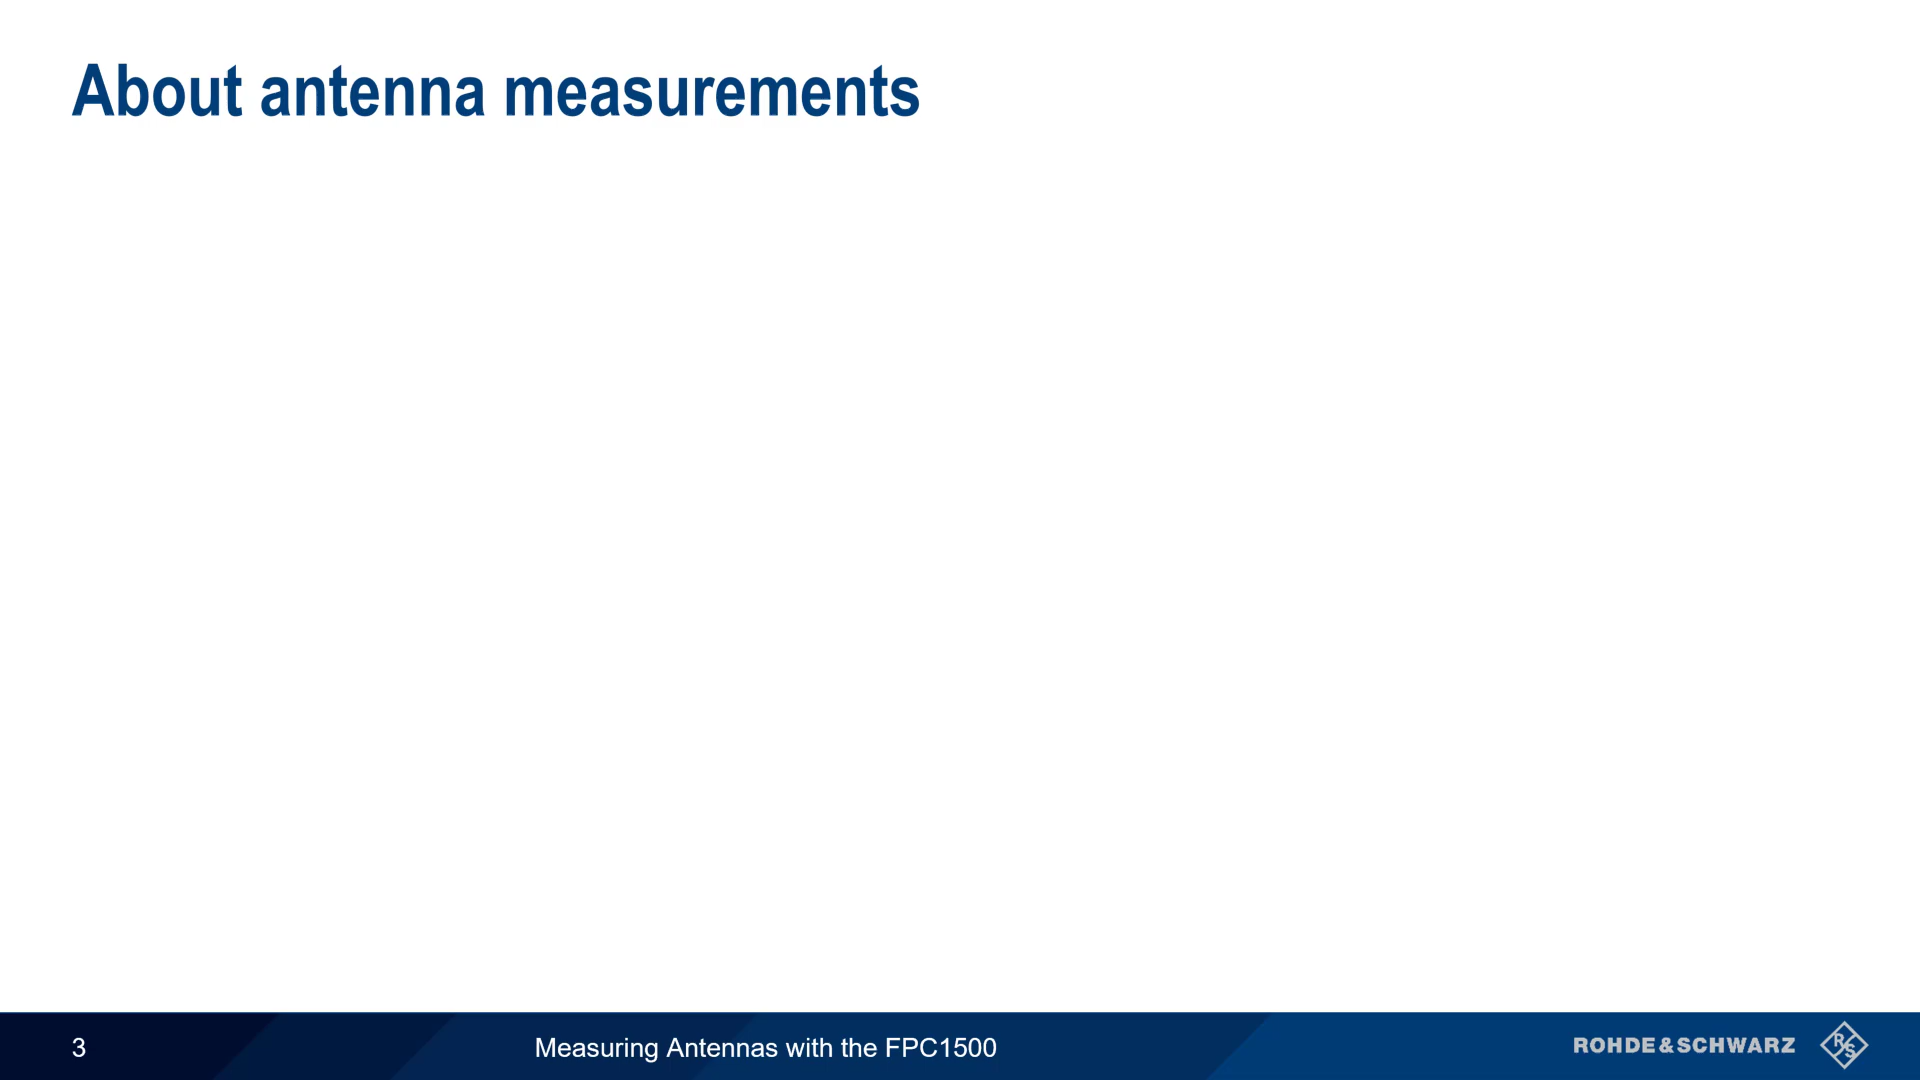 About antenna measurements
3
Measuring Antennas with the FPC1500
ROHDE&SCHWARZ
R
S